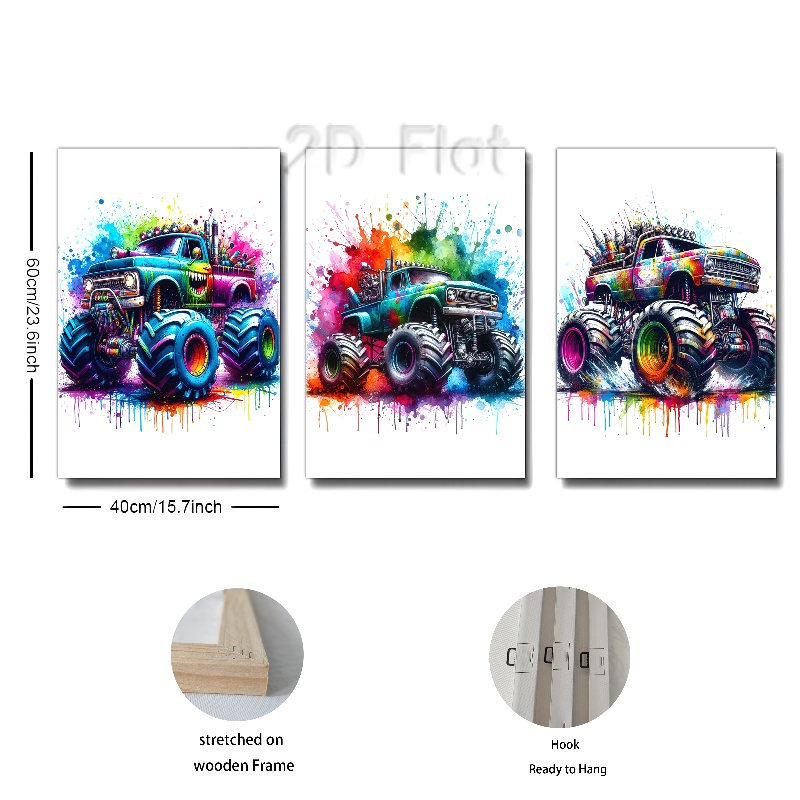 2D Flat
60cm/23.6inch
40cm/15.7inch
stretched on
wooden Frame
Hook
Ready to Hang